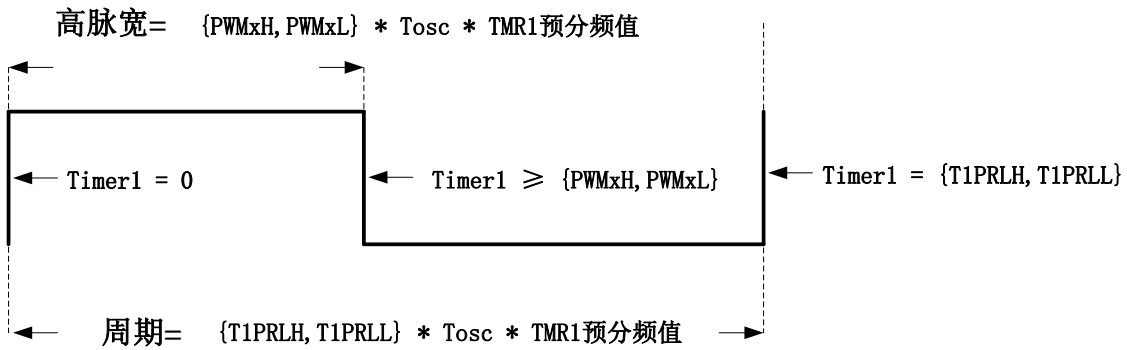 高脉宽= {PWMxH,PWMxL} * Tosc * TMR1预分频值
Timer1 = 0
Timer1 ≥ {PWMxH,PWMxL}
Timer1 = {T1PRLH,T1PRLL}
周期= {T1PRLH,T1PRLL} * Tosc * TMR1预分频值